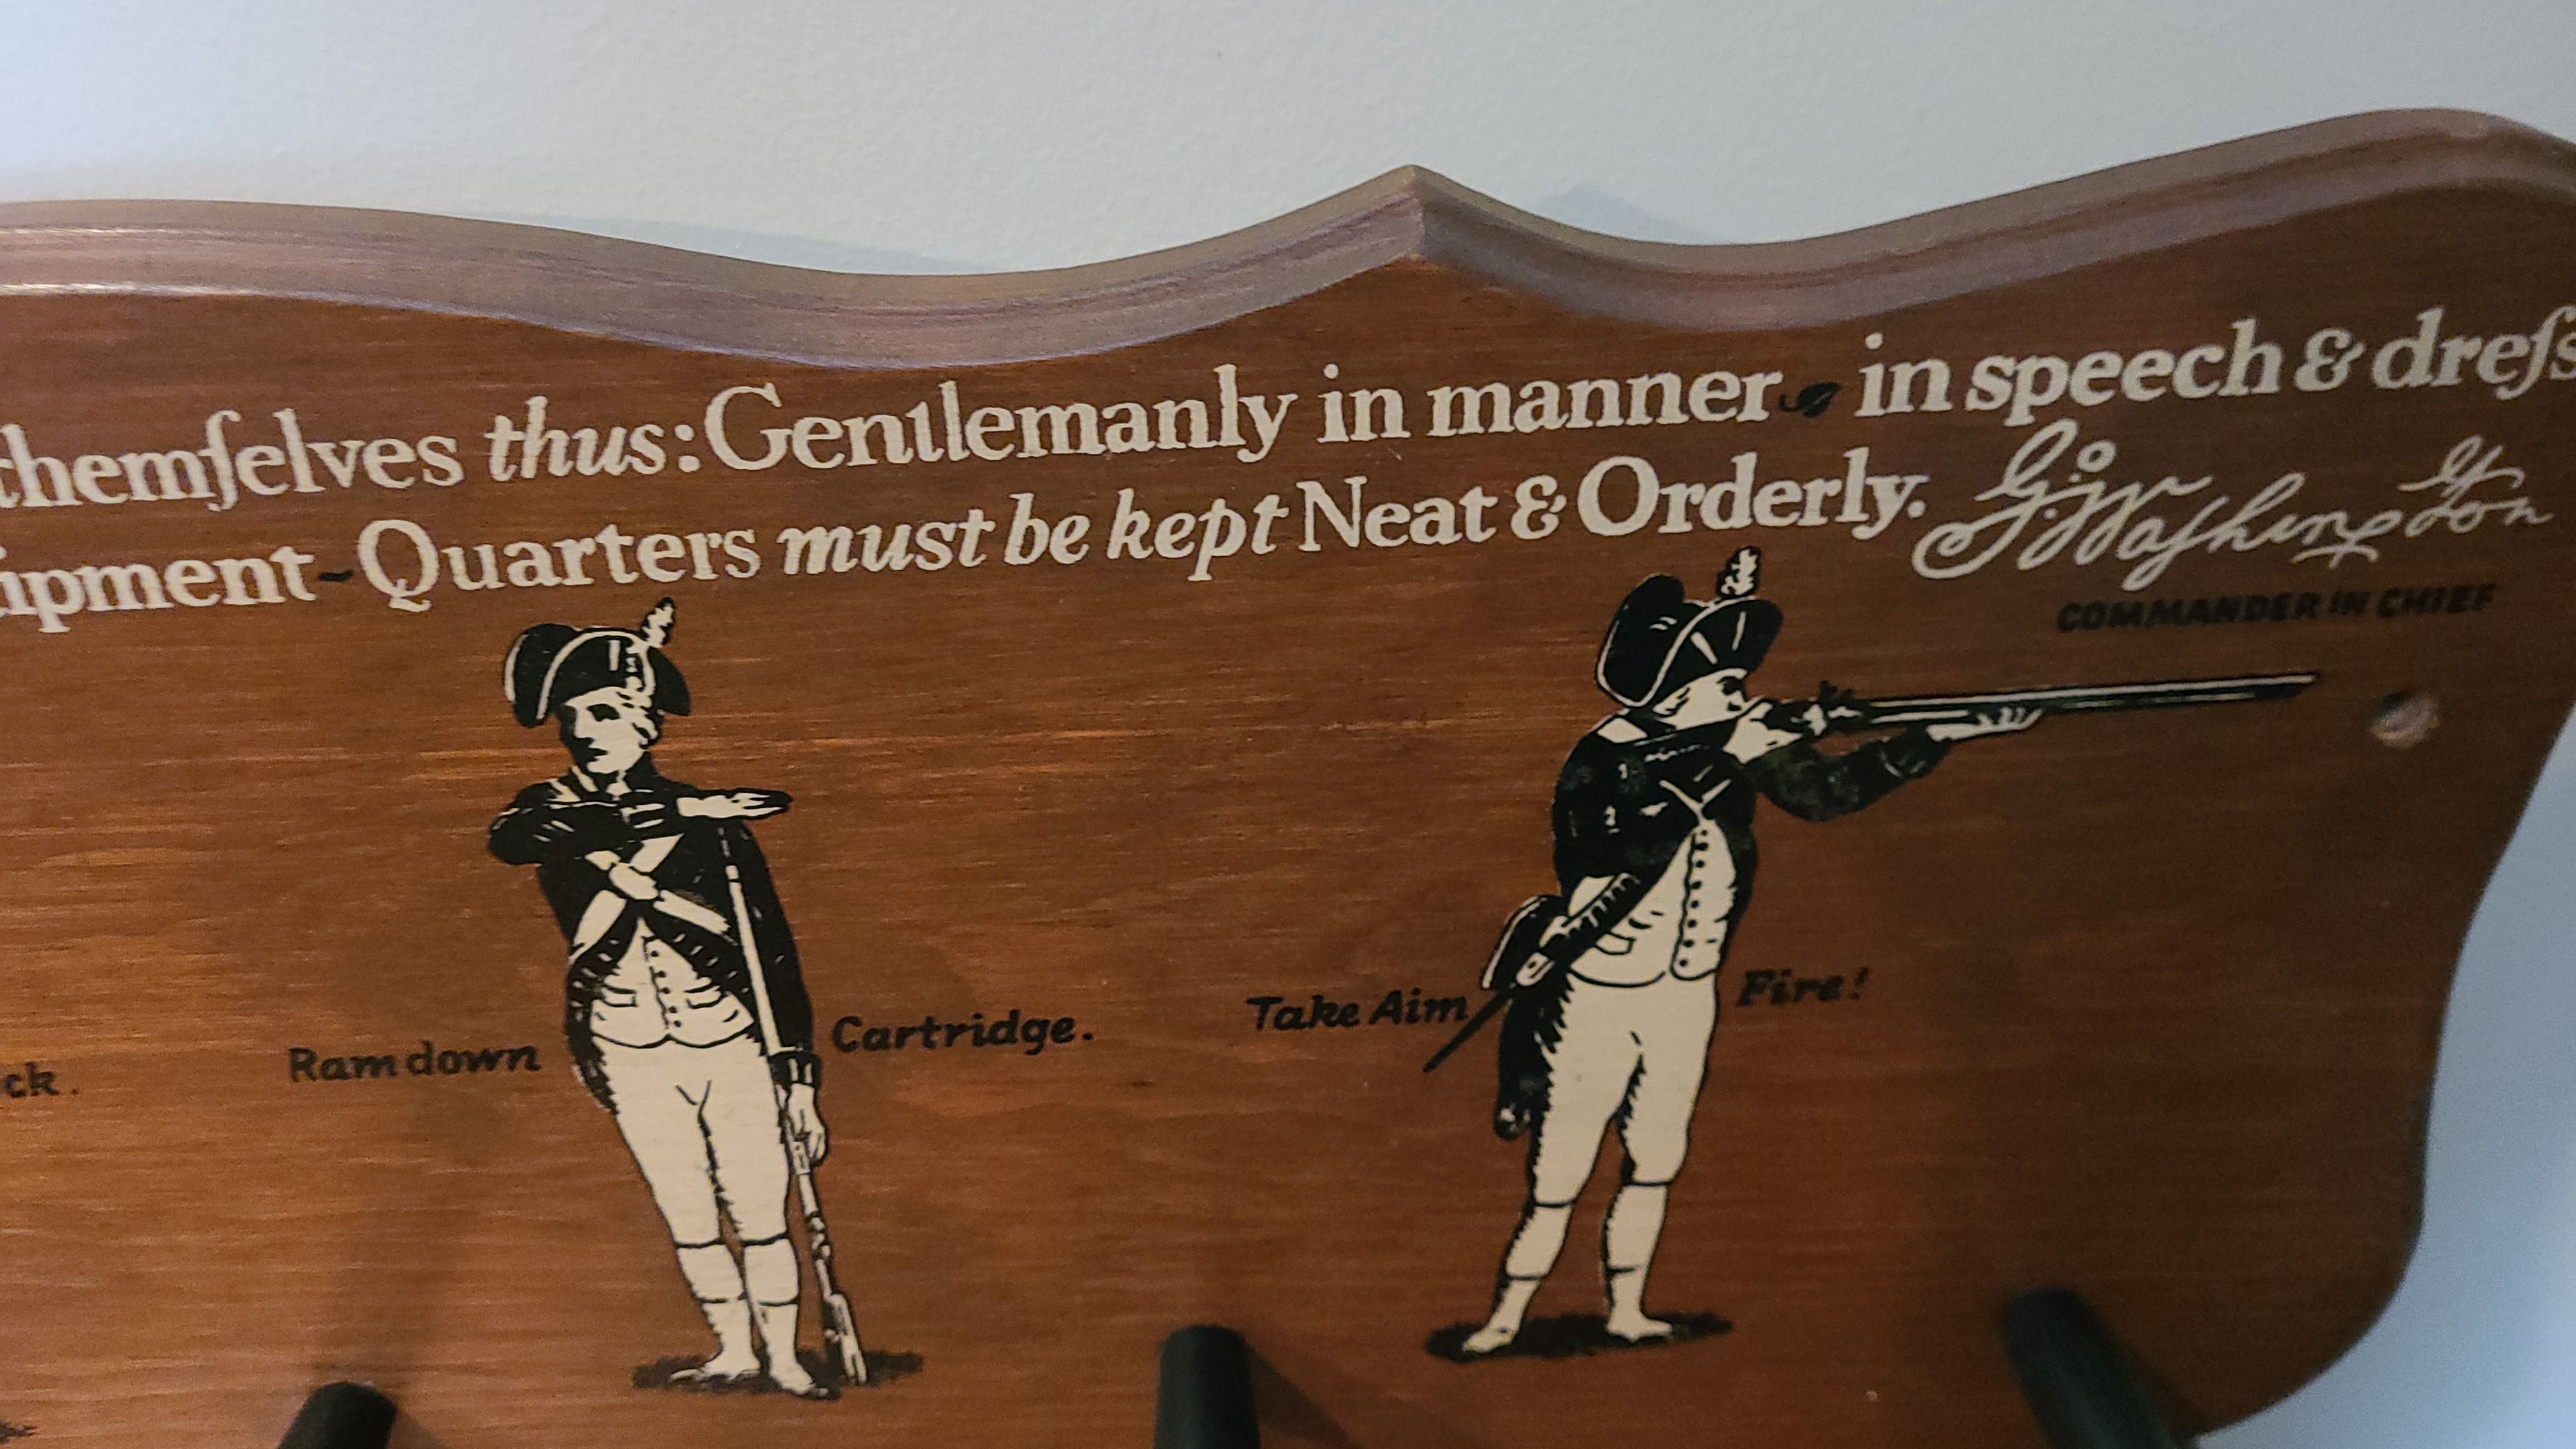 themſelves thus: Gentlemanly in manner - in speech & dreſs
ipment - Quarters must be kept Neat & Orderly.
G:Washington
COMMANDER IN CHIEF
ck. Ram down Cartridge. Take Aim Fire!